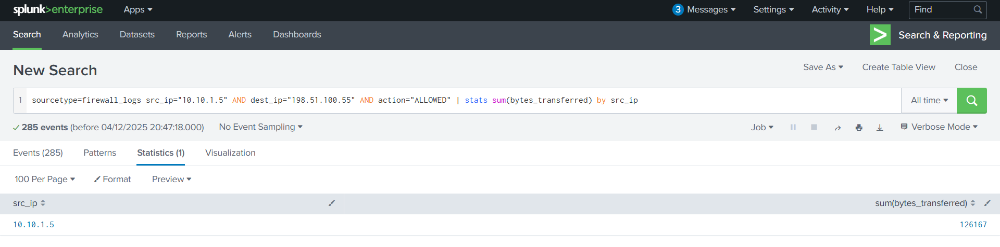 splunk>enterprise Apps 3 Messages Settings Activity Help Find
Search Analytics Datasets Reports Alerts Dashboards > Search & Reporting
New Search Save As Create Table View Close
1 sourcetype=firewall_logs src_ip="10.10.1.5" AND dest_ip="198.51.100.55" AND action="ALLOWED" | stats sum(bytes_transferred) by src_ip All time
285 events (before 04/12/2025 20:47:18.000) No Event Sampling Job Verbose Mode
Events (285) Patterns Statistics (1) Visualization
100 Per Page Format Preview
src_ip sum(bytes_transferred)
10.10.1.5 126167